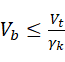 V_b ≤ V_t / γ_k